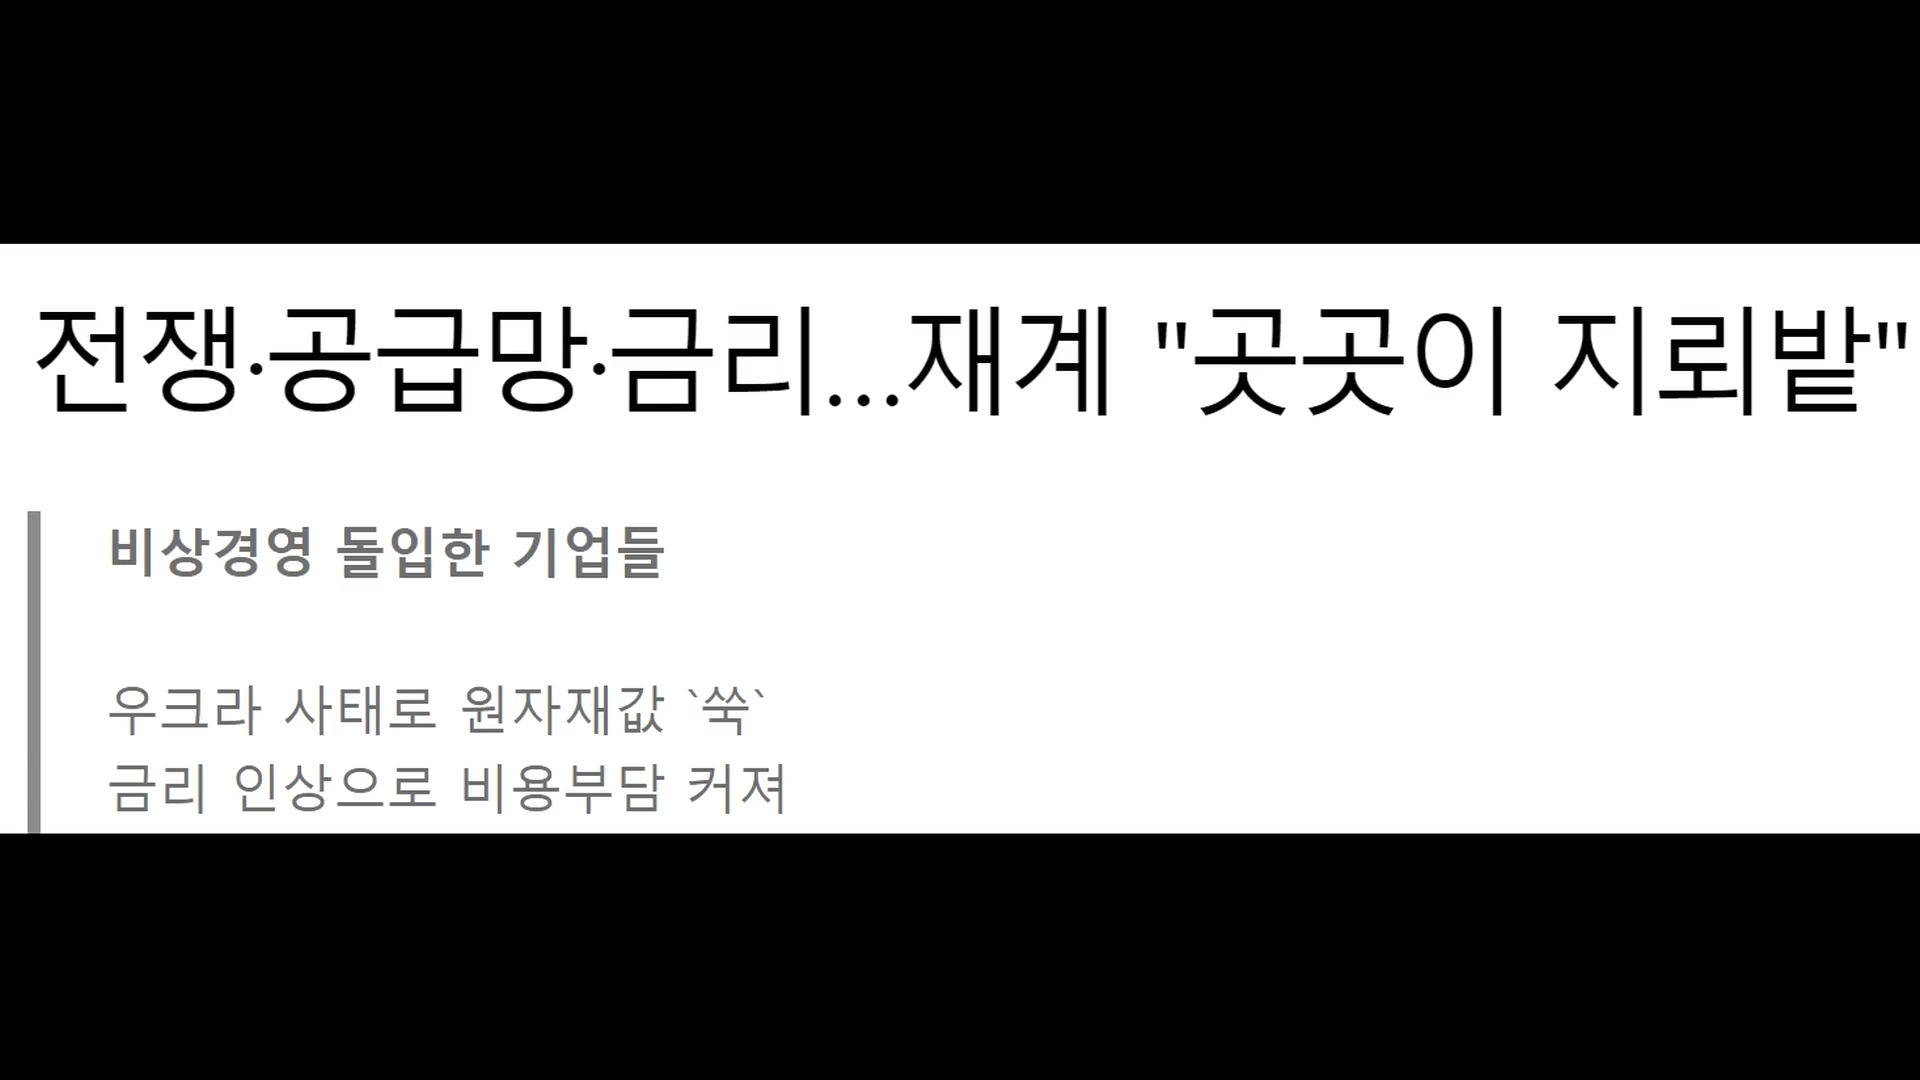 전쟁·공급망·금리...재계 "곳곳이 지뢰밭"
비상경영 돌입한 기업들
우크라 사태로 원자재값 `쑥`
금리 인상으로 비용부담 커져